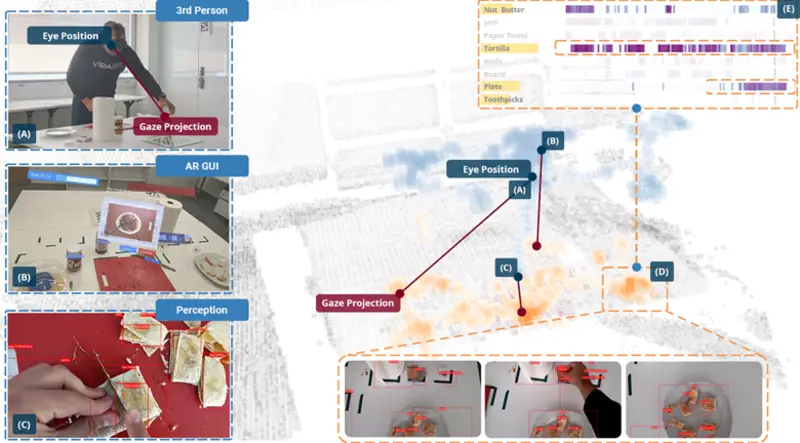 3rd Person
Eye Position
VIDA
Gaze Projection
(A)
AR GUI
(B)
Perception
(C)
Nut Butter
Jam
Paper Towel
Tortilla
Knife
Board
Plate
Toothpicks
(E)
(B)
Eye Position
(A)
(C)
(D)
Gaze Projection